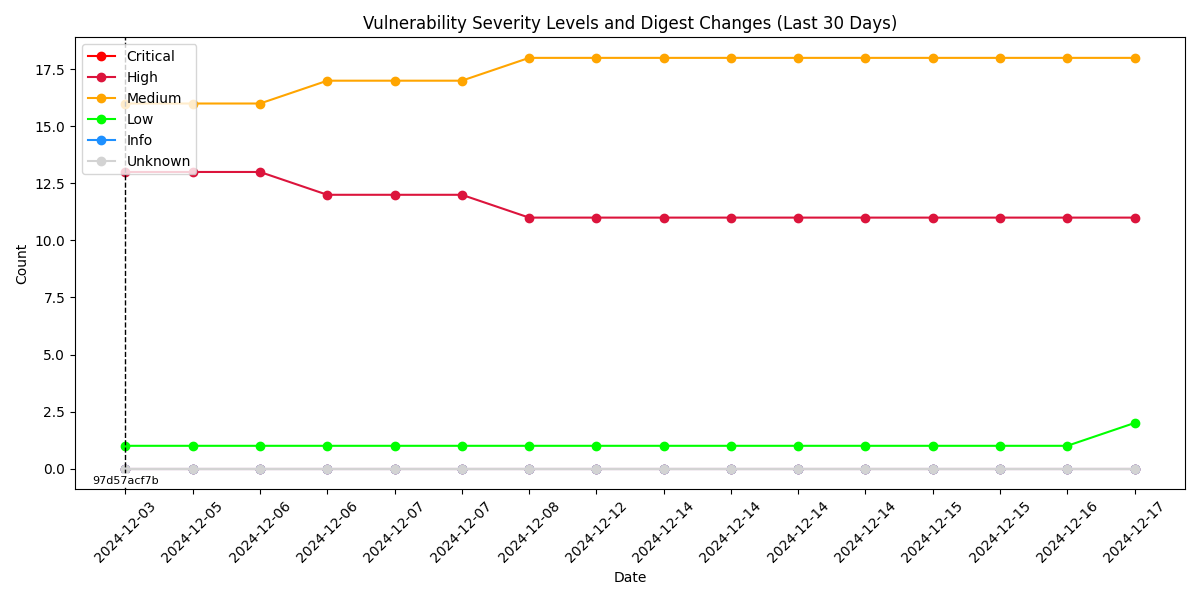 Vulnerability Severity Levels and Digest Changes (Last 30 Days)
Critical
High
Medium
Low
Info
Unknown
Count
17.5
15.0
12.5
10.0
7.5
5.0
2.5
0.0
97d57acf7b
2024-12-03
2024-12-05
2024-12-06
2024-12-06
2024-12-07
2024-12-07
2024-12-08
2024-12-12
2024-12-14
2024-12-14
2024-12-14
2024-12-14
2024-12-15
2024-12-15
2024-12-16
2024-12-17
Date